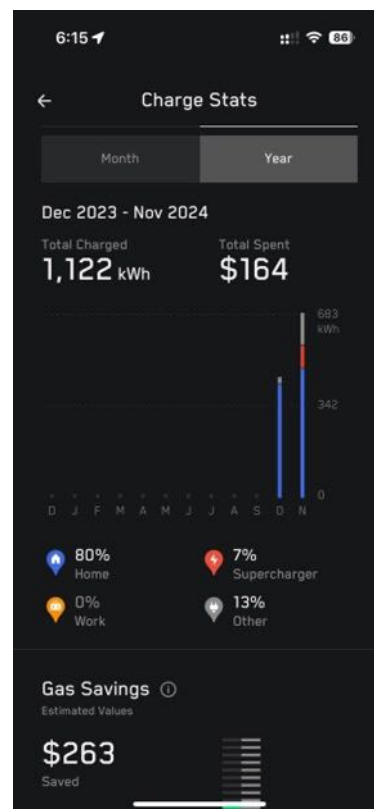 6:15
86
Charge Stats
Month Year
Dec 2023 - Nov 2024
Total Charged Total Spent
1,122 kWh $164
683
kWh
342
0
D J F M A M J J A S O N
80% 7%
Home Supercharger
0% 13%
Work Other
Gas Savings
Estimated Values
$263
Saved